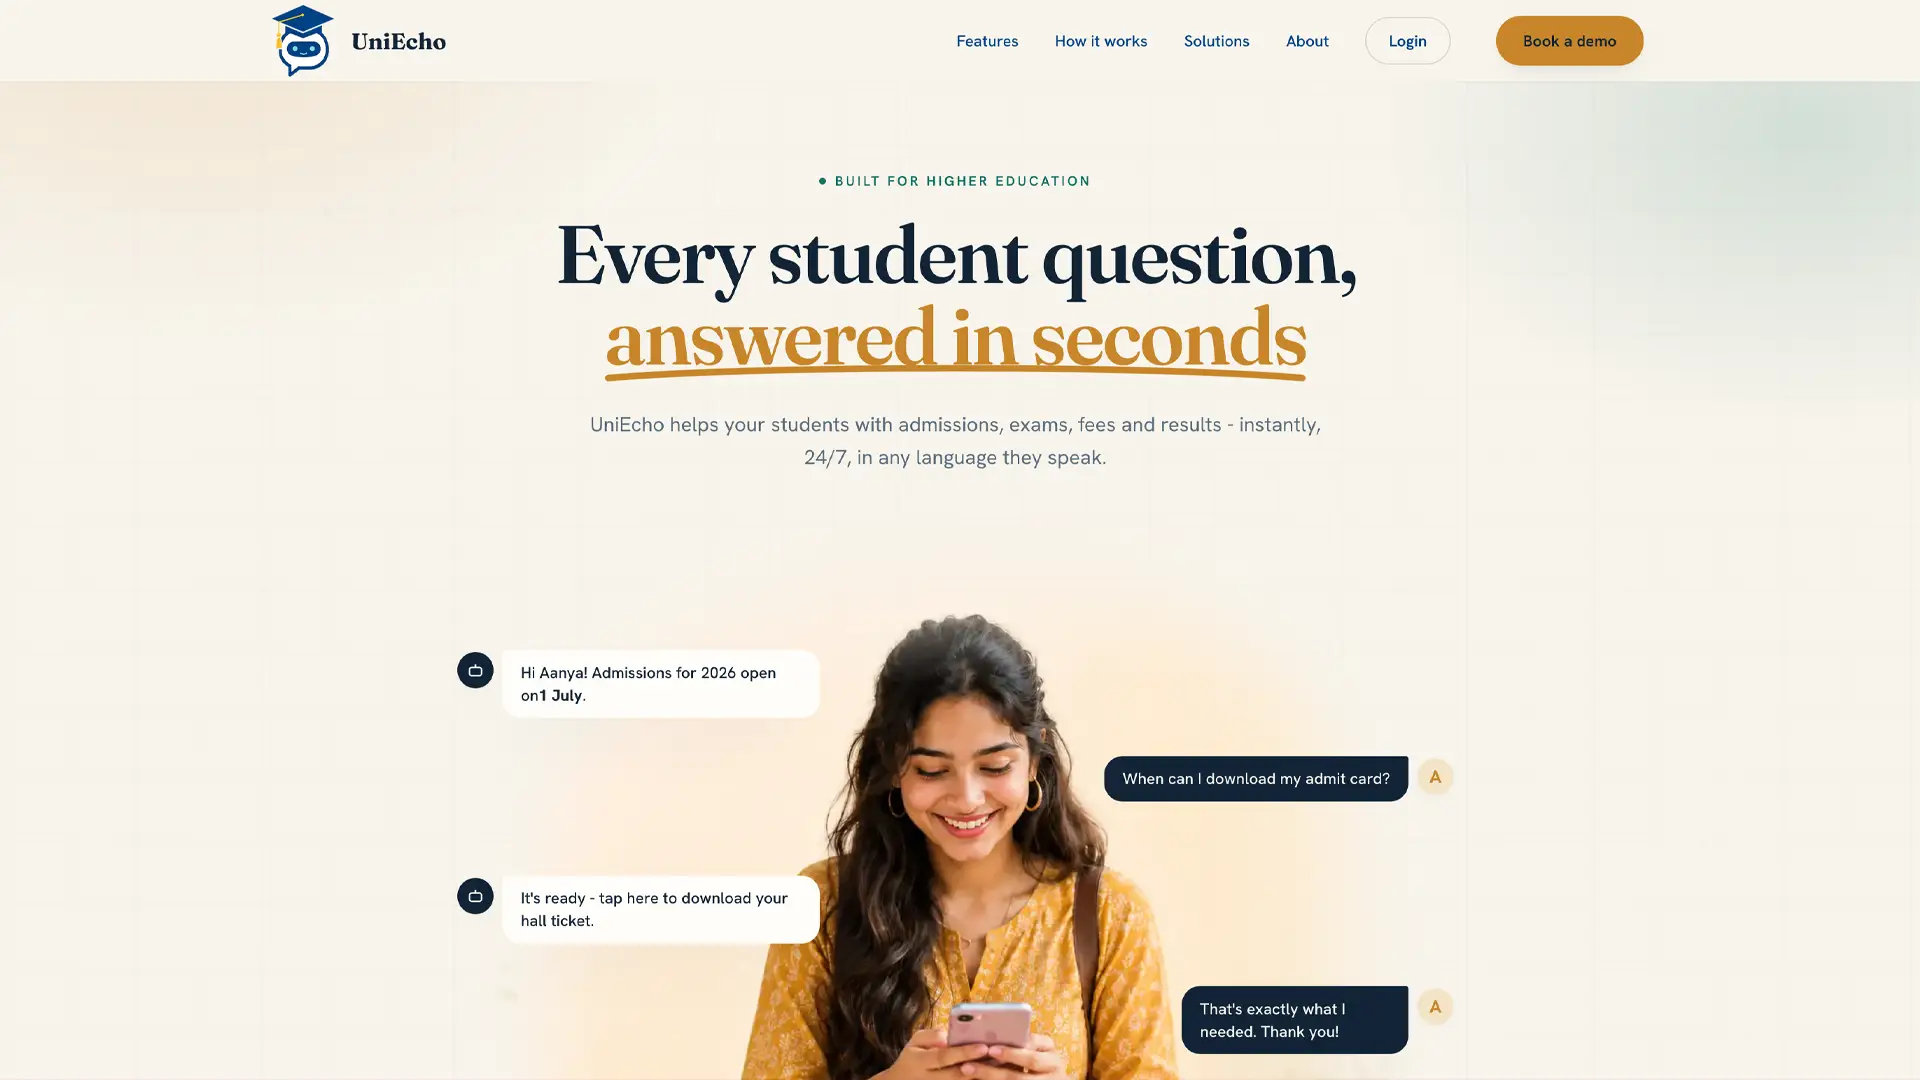 UniEcho
Features
How it works
Solutions
About
Login
Book a demo
BUILT FOR HIGHER EDUCATION
Every student question,
answered in seconds
UniEcho helps your students with admissions, exams, fees and results - instantly,
24/7, in any language they speak.
Hi Aanya! Admissions for 2026 open
on1 July.
When can I download my admit card?
A
It's ready - tap here to download your
hall ticket.
That's exactly what I
needed. Thank you!
A